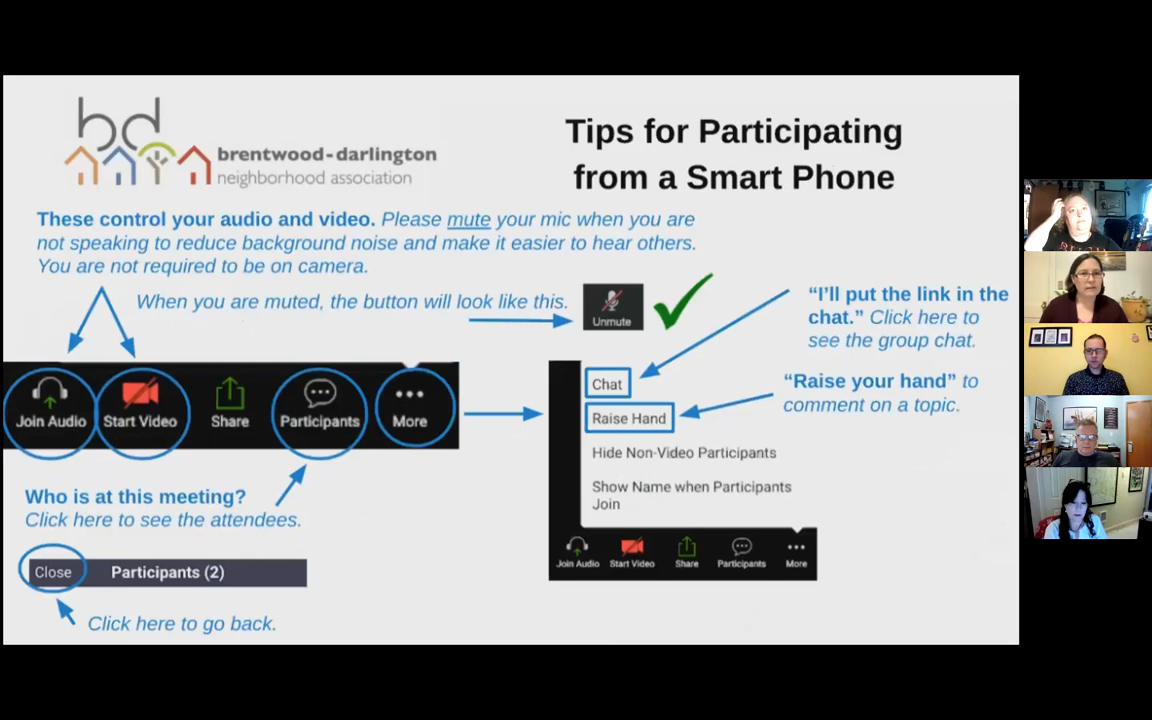 bd
brentwood-darlington
neighborhood association
Tips for Participating
from a Smart Phone
These control your audio and video. Please mute your mic when you are
not speaking to reduce background noise and make it easier to hear others.
You are not required to be on camera.
When you are muted, the button will look like this.
Unmute
“I’ll put the link in the
chat.” Click here to
see the group chat.
“Raise your hand” to
comment on a topic.
Join Audio
Start Video
Share
Participants
More
Chat
Raise Hand
Hide Non-Video Participants
Show Name when Participants
Join
Join Audio
Start Video
Share
Participants
More
Who is at this meeting?
Click here to see the attendees.
Close
Participants (2)
Click here to go back.